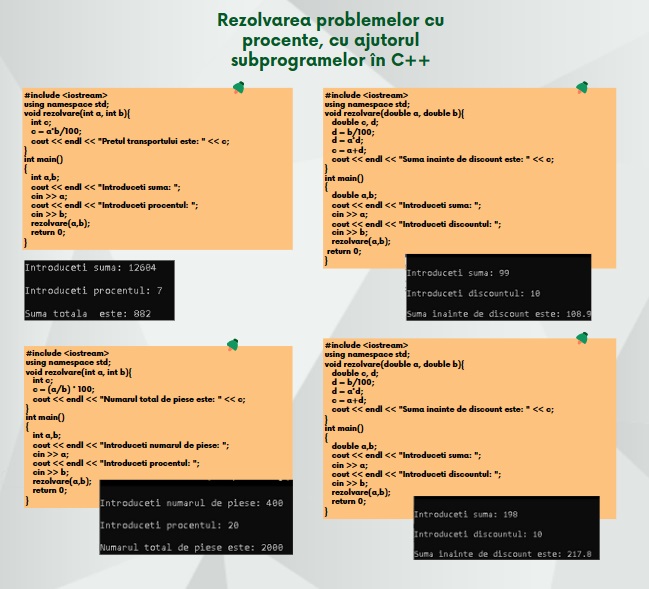 Rezolvarea problemelor cu
procente, cu ajutorul
subprogramelor în C++
#include <iostream>
using namespace std;
void rezolvare(int a, int b){
int c;
c = a*b/100;
cout << endl << "Pretul transportului este: " << c;
}
int main()
{
int a,b;
cout << endl << "Introduceti suma: ";
cin >> a;
cout << endl << "Introduceti procentul: ";
cin >> b;
rezolvare(a,b);
return 0;
}
Introduceti suma: 12604
Introduceti procentul: 7
Suma totala este: 882
#include <iostream>
using namespace std;
void rezolvare(double a, double b){
double c, d;
d = b/100;
d = a*d;
c = a+d;
cout << endl << "Suma inainte de discount este: " << c;
}
int main()
{
double a,b;
cout << endl << "Introduceti suma: ";
cin >> a;
cout << endl << "Introduceti discountul: ";
cin >> b;
rezolvare(a,b);
return 0;
}
Introduceti suma: 99
Introduceti discountul: 10
Suma inainte de discount este: 108.9
#include <iostream>
using namespace std;
void rezolvare(int a, int b){
int c;
c = (a/b) * 100;
cout << endl << "Numarul total de piese este: " << c;
}
int main()
{
int a,b;
cout << endl << "Introduceti numarul de piese: ";
cin >> a;
cout << endl << "Introduceti procentul: ";
cin >> b;
rezolvare(a,b);
return 0;
}
Introduceti numarul de piese: 400
Introduceti procentul: 20
Numarul total de piese este: 2000
#include <iostream>
using namespace std;
void rezolvare(double a, double b){
double c, d;
d = b/100;
d = a*d;
c = a+d;
cout << endl << "Suma inainte de discount este: " << c;
}
int main()
{
double a,b;
cout << endl << "Introduceti suma: ";
cin >> a;
cout << endl << "Introduceti discountul: ";
cin >> b;
rezolvare(a,b);
return 0;
}
Introduceti suma: 198
Introduceti discountul: 10
Suma inainte de discount este: 217.8